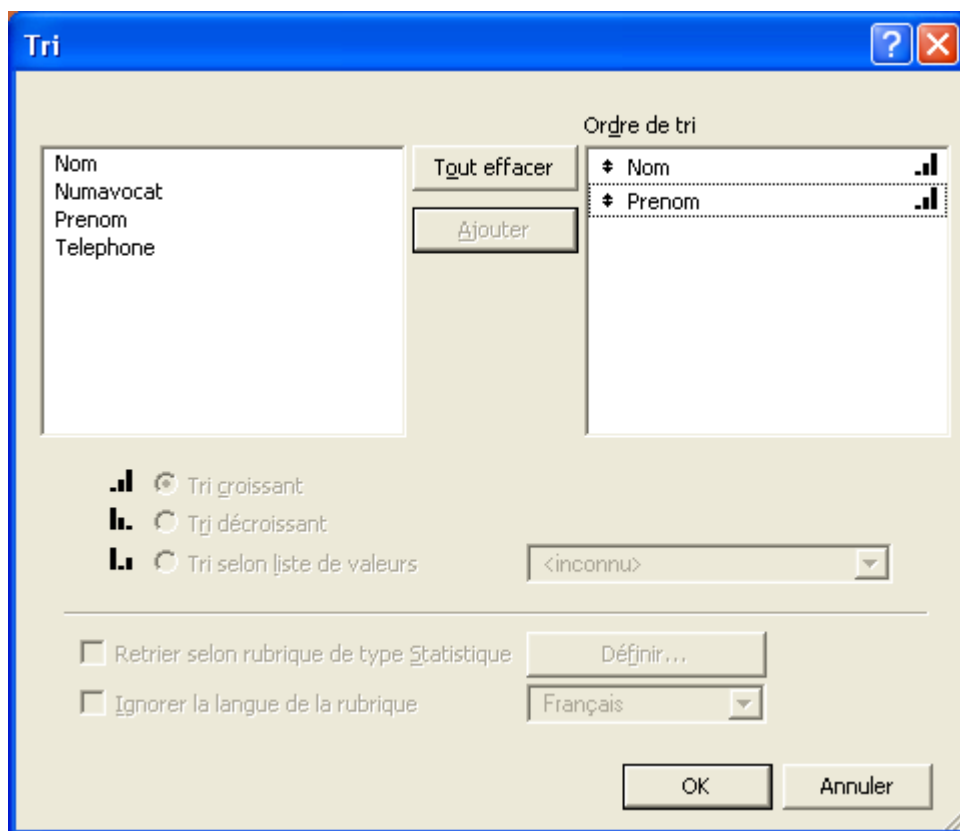 Tri
Ordre de tri
Nom
Numavocat
Prenom
Telephone
Tout effacer
Ajouter
Nom
Prenom
Tri croissant
Tri décroissant
Tri selon liste de valeurs
<inconnu>
Retrier selon rubrique de type Statistique
Définir...
Ignorer la langue de la rubrique
Français
OK
Annuler